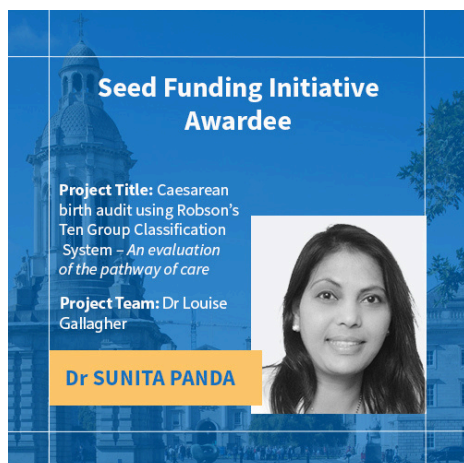 Seed Funding Initiative
Awardee
Project Title: Caesarean
birth audit using Robson’s
Ten Group Classification
System – An evaluation
of the pathway of care
Project Team: Dr Louise
Gallagher
Dr SUNITA PANDA